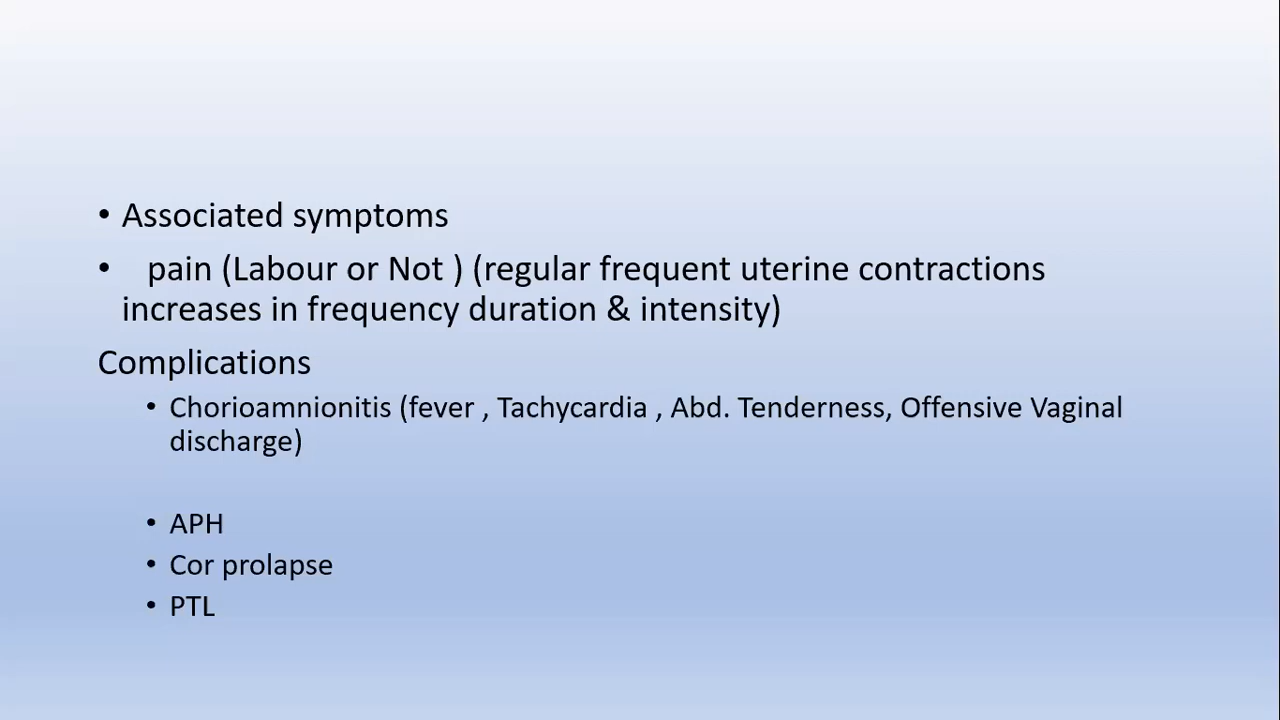 • Associated symptoms
• pain (Labour or Not ) (regular frequent uterine contractions
increases in frequency duration & intensity)
Complications
• Chorioamnionitis (fever , Tachycardia , Abd. Tenderness, Offensive Vaginal
discharge)
• APH
• Cor prolapse
• PTL